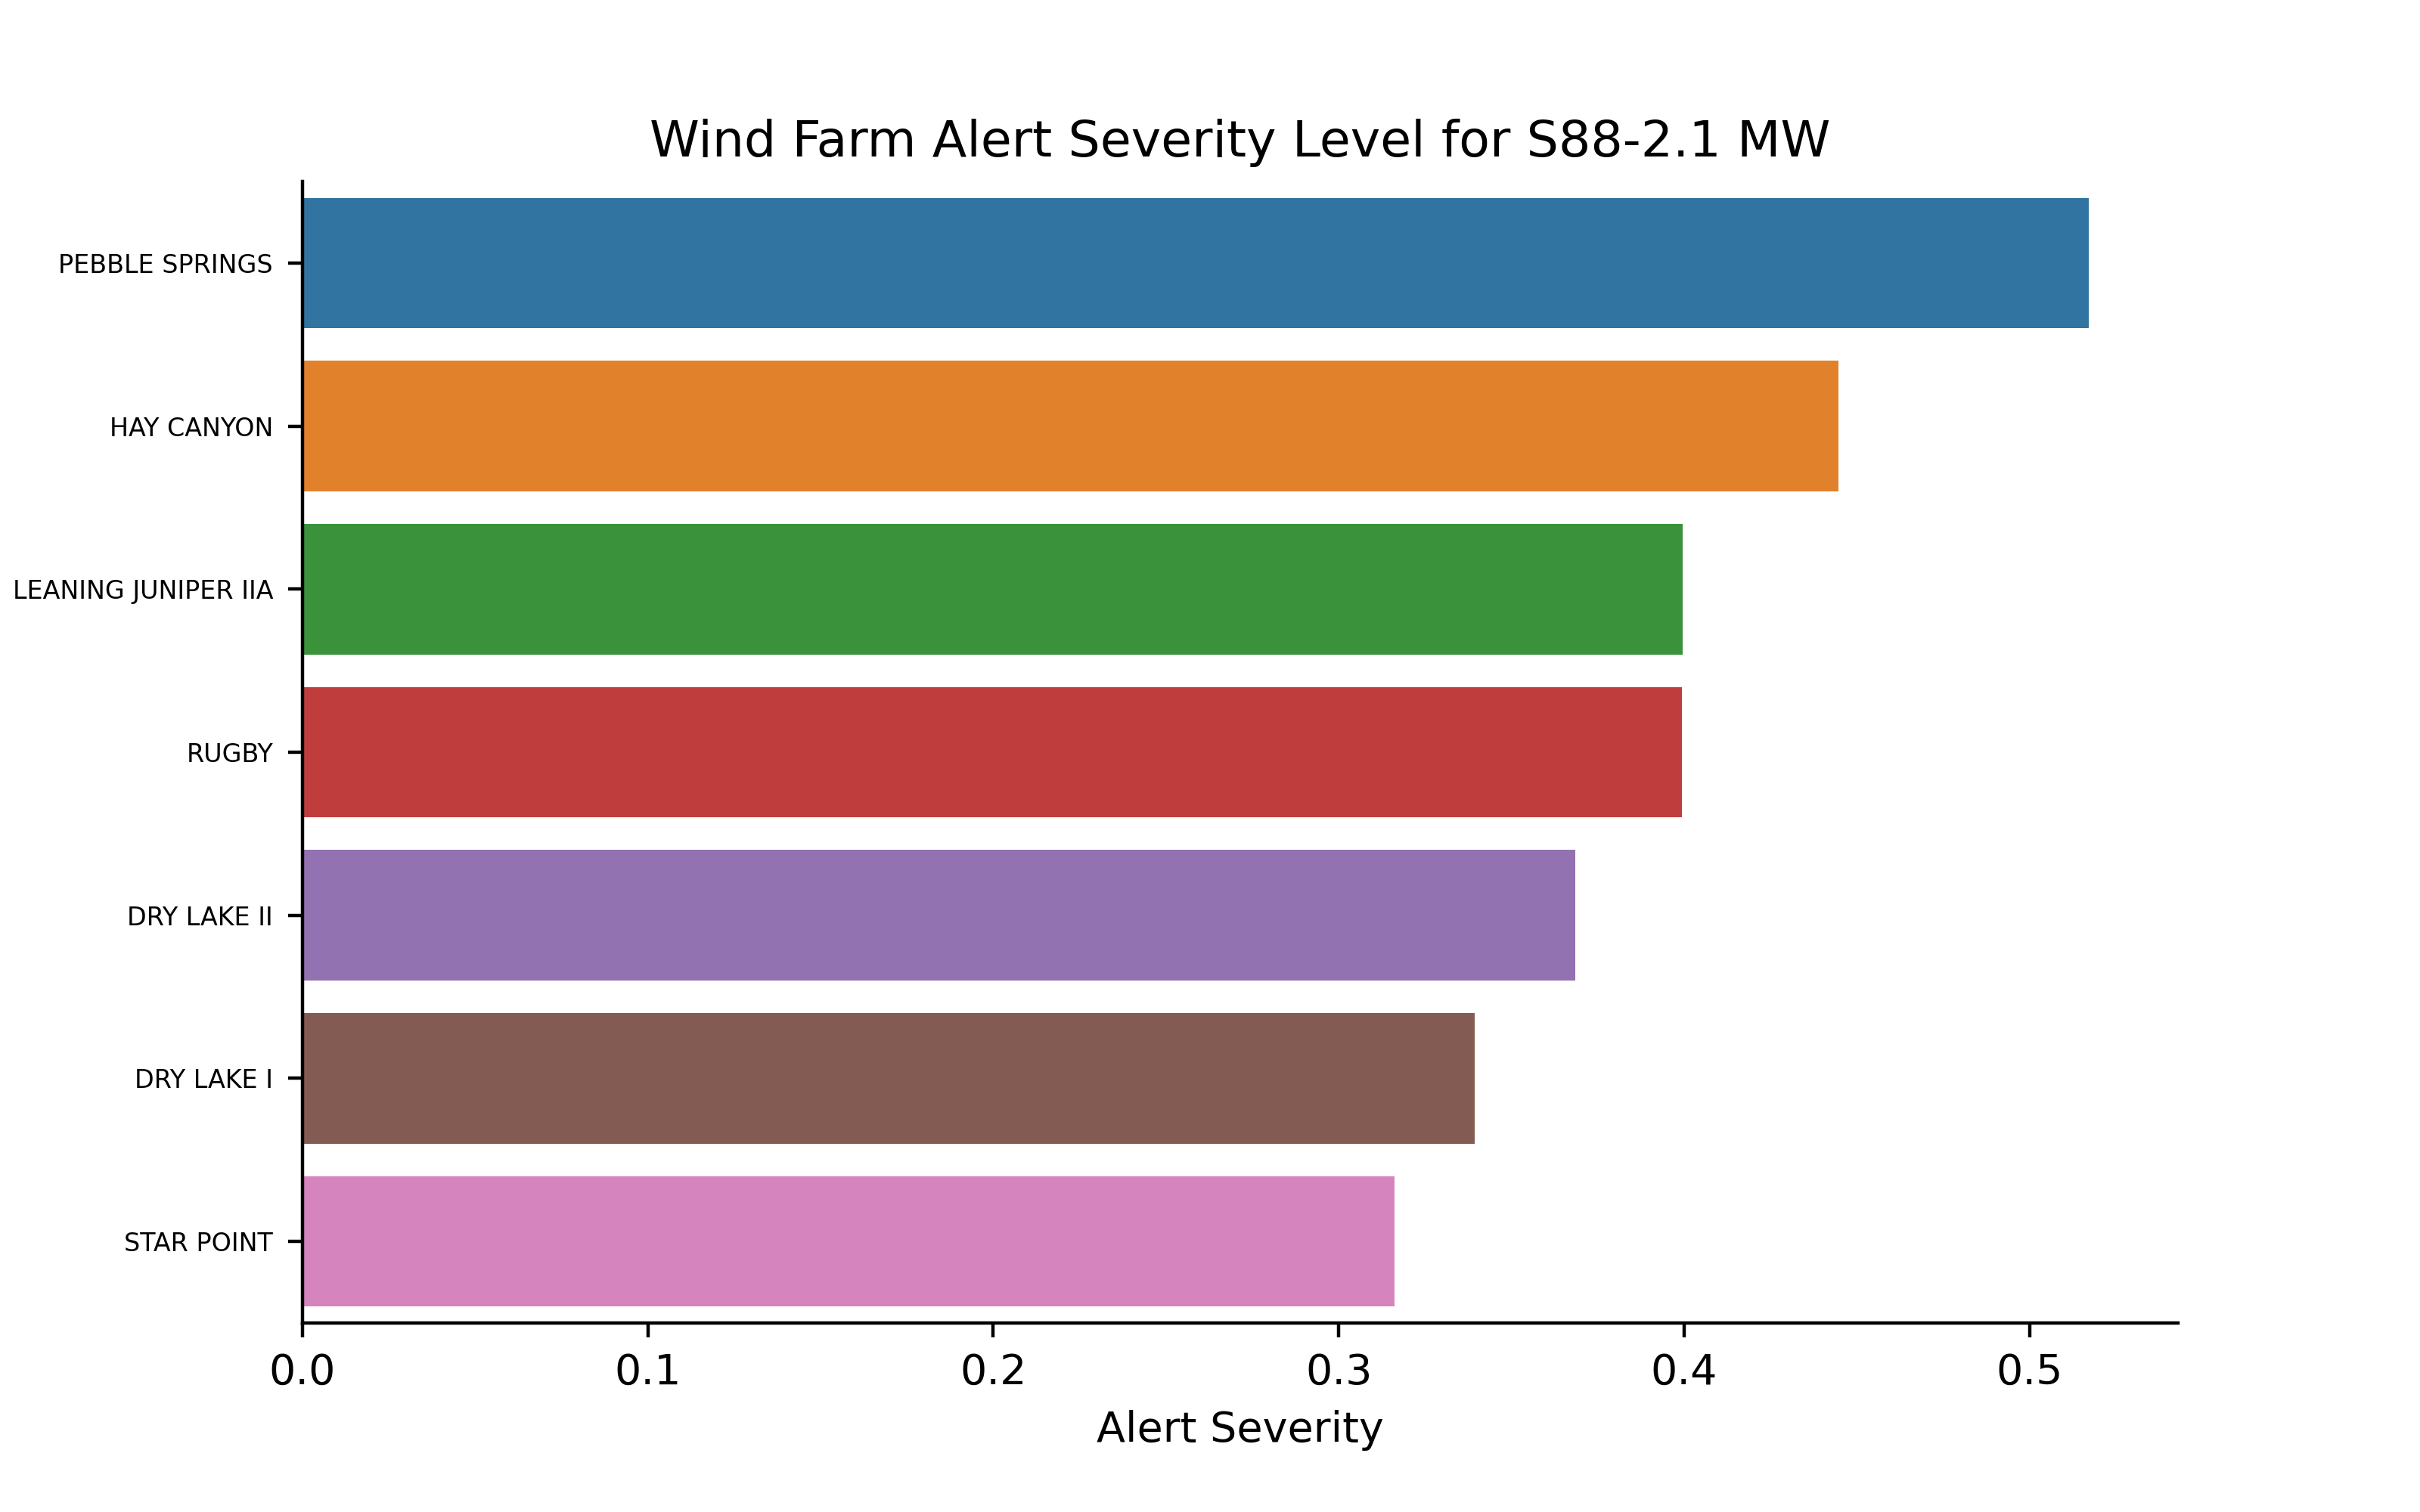 Wind Farm Alert Severity Level for S88-2.1 MW
PEBBLE SPRINGS
HAY CANYON
LEANING JUNIPER IIA
RUGBY
DRY LAKE II
DRY LAKE I
STAR POINT
0.0 0.1 0.2 0.3 0.4 0.5
Alert Severity